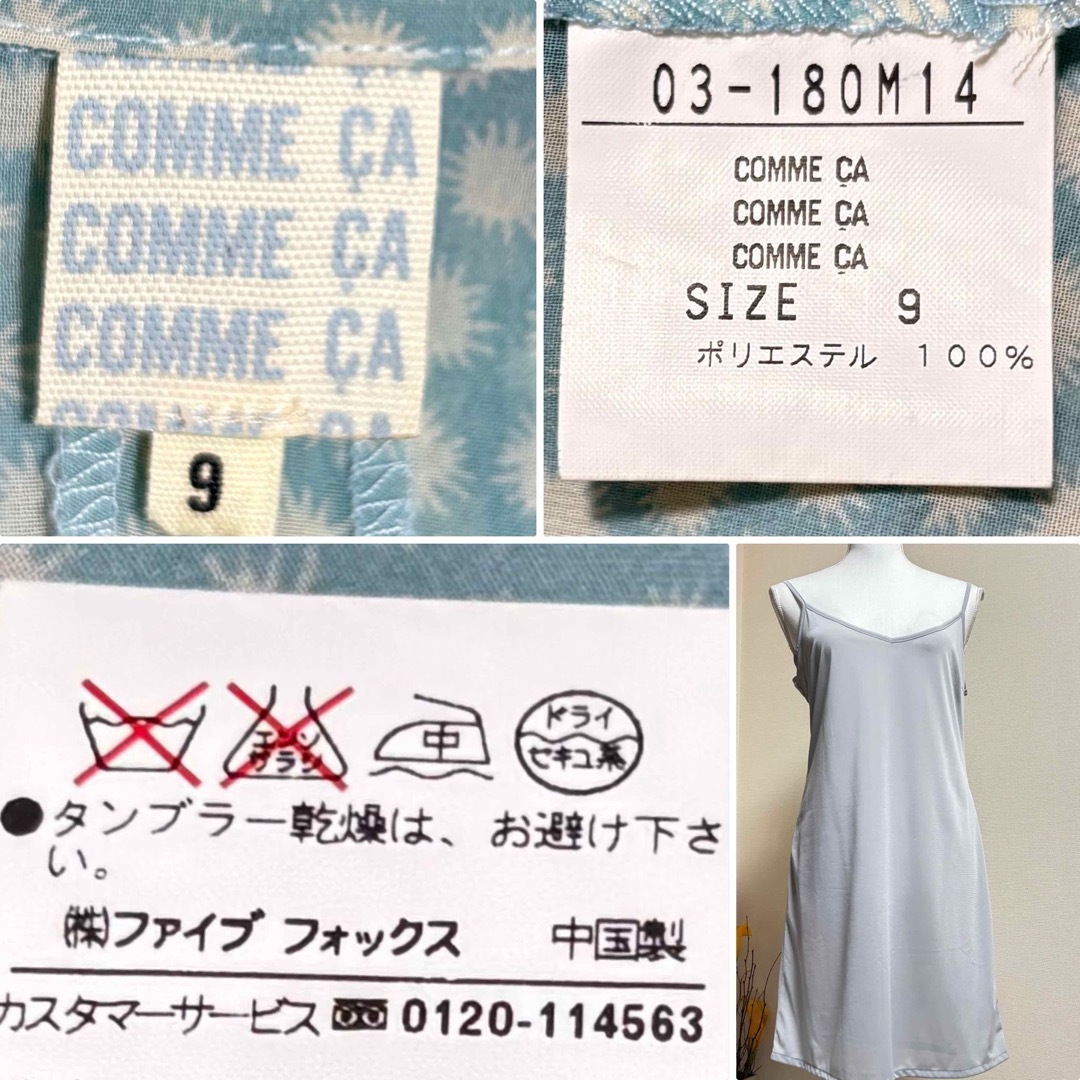 COMME ÇA
COMME ÇA
COMME ÇA
9
03-180M14
COMME ÇA
COMME ÇA
COMME ÇA
SIZE 9
ポリエステル 100%
エンソ
サラシ
中
ドライ
セキユ系
●タンブラー乾燥は、お避け下さ
い。
㈱ファイブ フォックス 中国製
カスタマーサービス 0120-114563